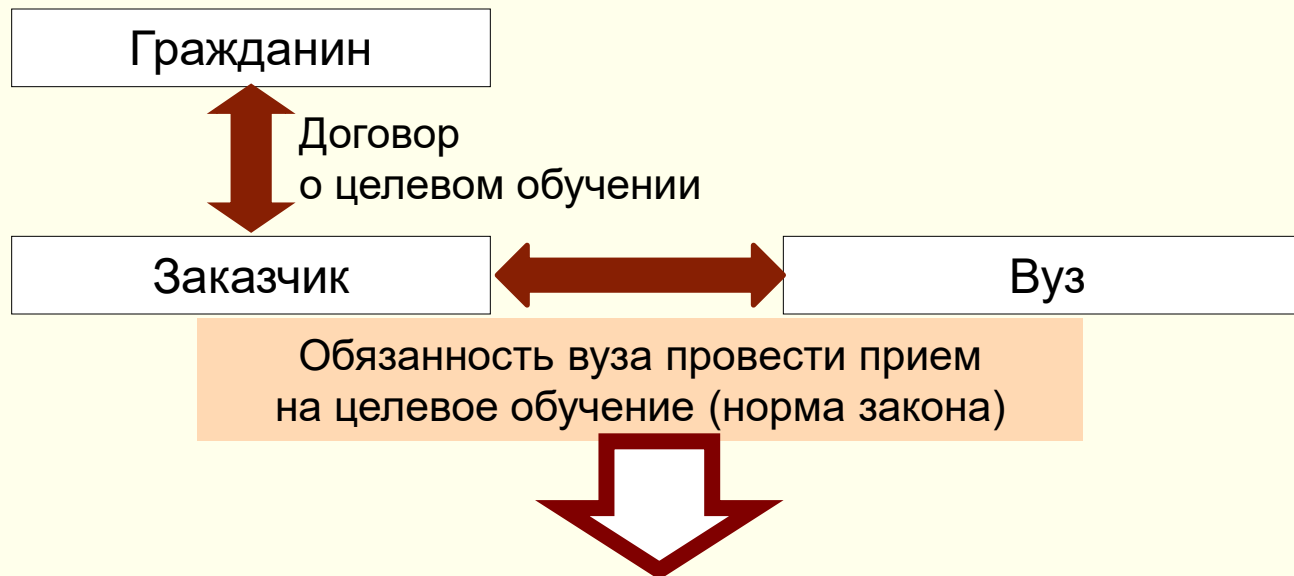 Гражданин
Договор
о целевом обучении
Заказчик
Вуз
Обязанность вуза провести прием
на целевое обучение (норма закона)